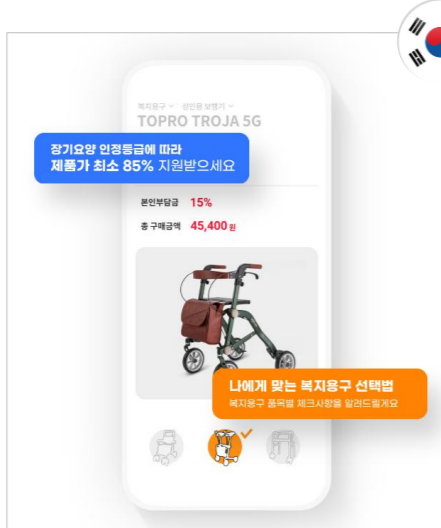 복지용구 성인용 보행기
TOPRO TROJA 5G
장기요양 인정등급에 따라
제품가 최소 85% 지원받으세요
본인부담금 15%
총 구매금액 45,400 원
나에게 맞는 복지용구 선택법
복지용구 품목별 체크사항을 알려드릴게요